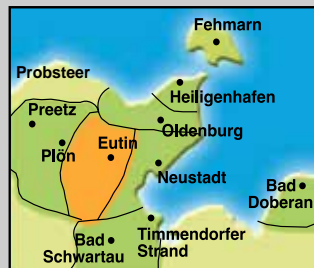 Fehmarn
Probsteer
Heiligenhafen
Preetz
Oldenburg
Plön
Eutin
Neustadt
Bad
Doberan
Bad
Schwartau
Timmendorfer
Strand